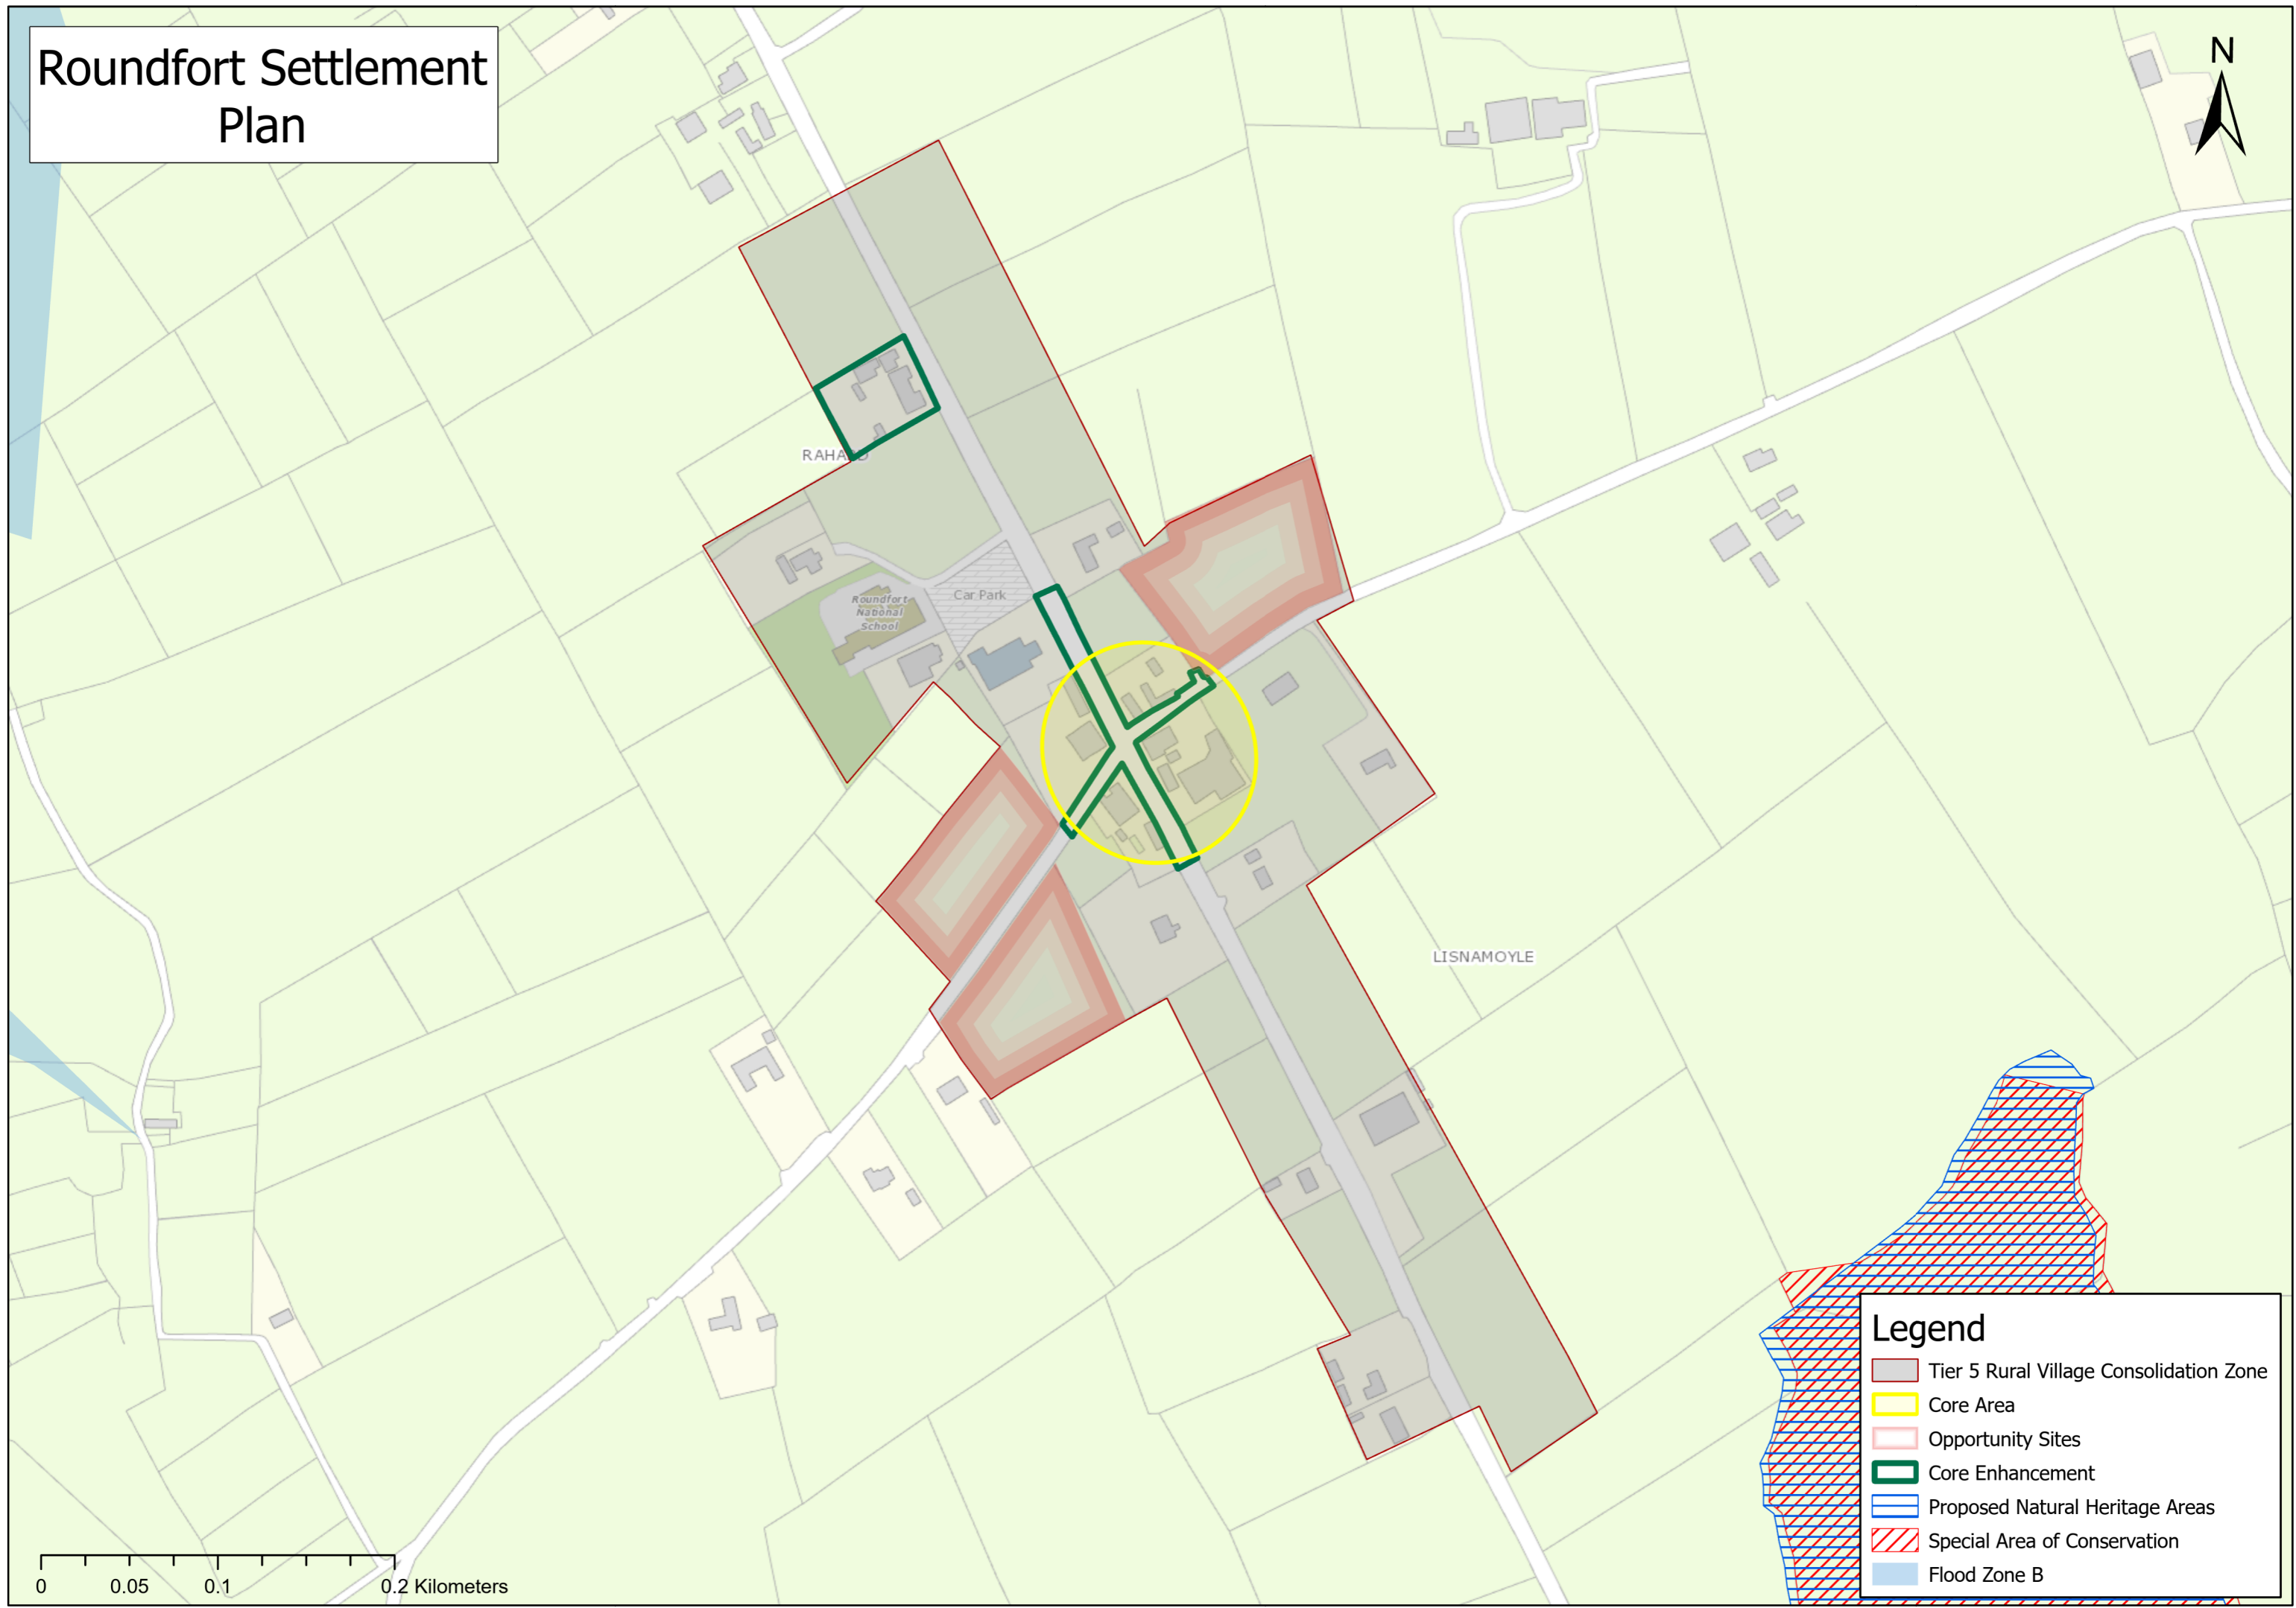 Roundfort Settlement
Plan
N
RAHARD
Roundfort
National
School
Car Park
LISNAMOYLE
Legend
Tier 5 Rural Village Consolidation Zone
Core Area
Opportunity Sites
Core Enhancement
Proposed Natural Heritage Areas
Special Area of Conservation
Flood Zone B
0 0.05 0.1 0.2 Kilometers